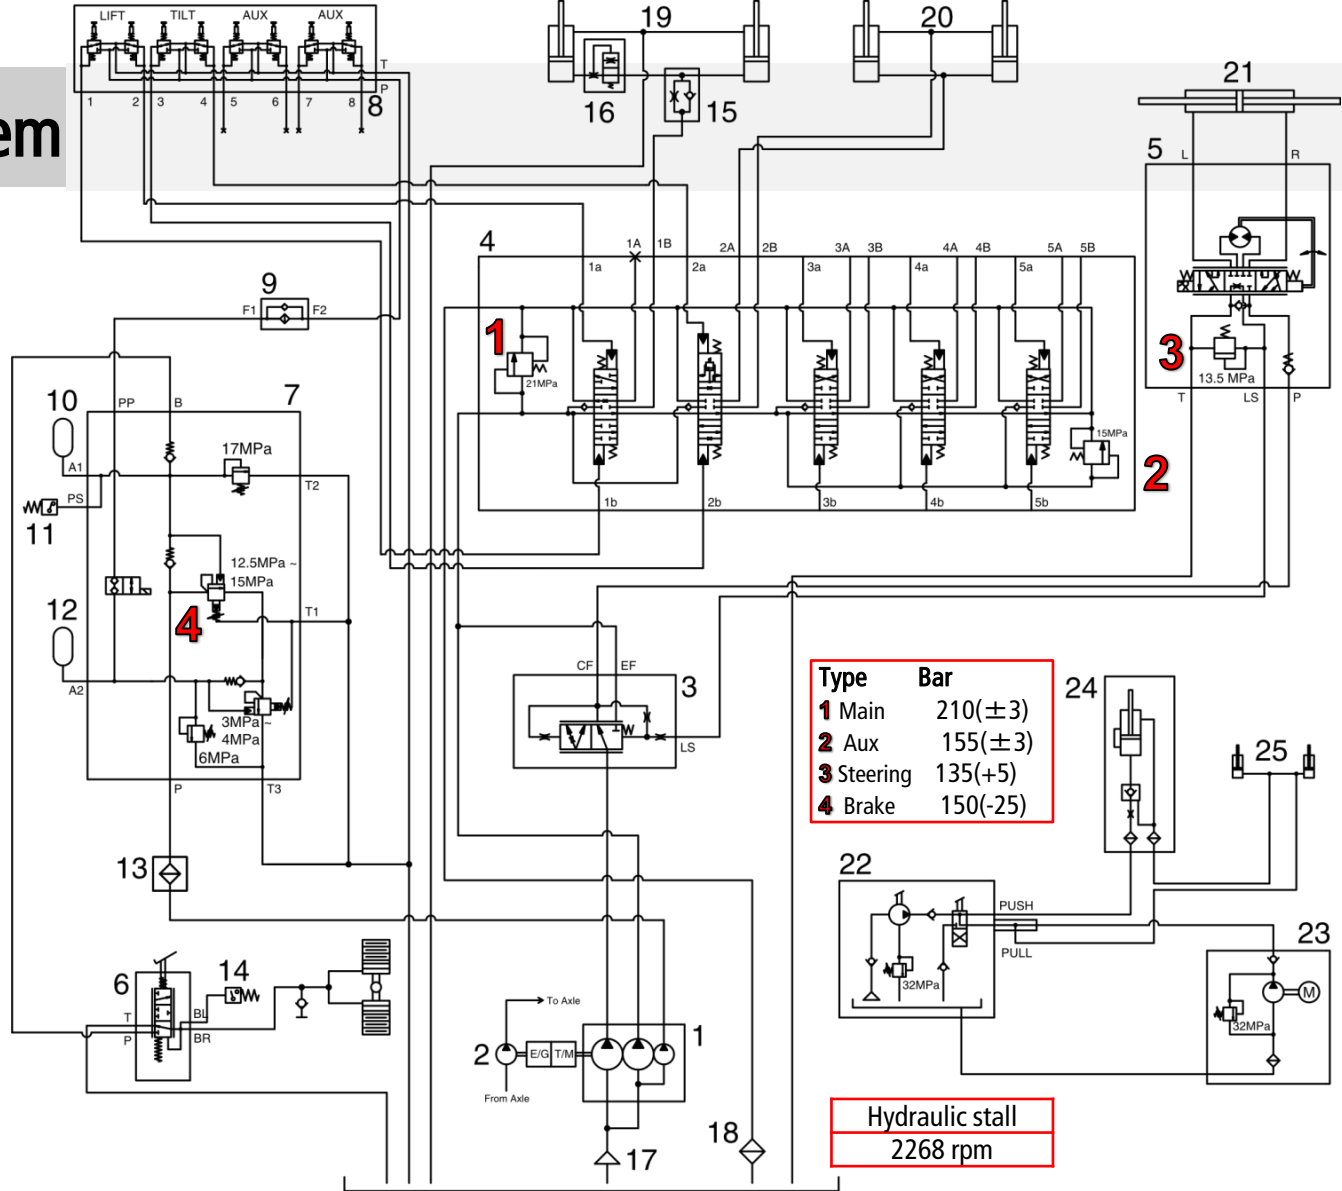 LIFT TILT AUX AUX
T
P
1 2 3 4 5 6 7 8
8
em
19
20
16
15
21
5
L R
3
13.5 MPa
T LS P
4
1A 1B 2A 2B 3A 3B 4A 4B 5A 5B
1a 2a 3a 4a 5a
1
21MPa
15MPa
2
1b 2b 3b 4b 5b
9
F1 F2
10
PP B
7
17MPa
A1
T2
PS
11
12.5MPa ~
15MPa
12
4
T1
A2
3MPa ~
4MPa
6MPa
P T3
CF EF
3
LS
Type Bar
1 Main 210(±3)
2 Aux 155(±3)
3 Steering 135(+5)
4 Brake 150(-25)
24
25
13
22
PUSH
PULL
32MPa
23
M
32MPa
6
14
T
P
BL
BR
To Axle
2
E/G T/M
1
From Axle
17
18
Hydraulic stall
2268 rpm